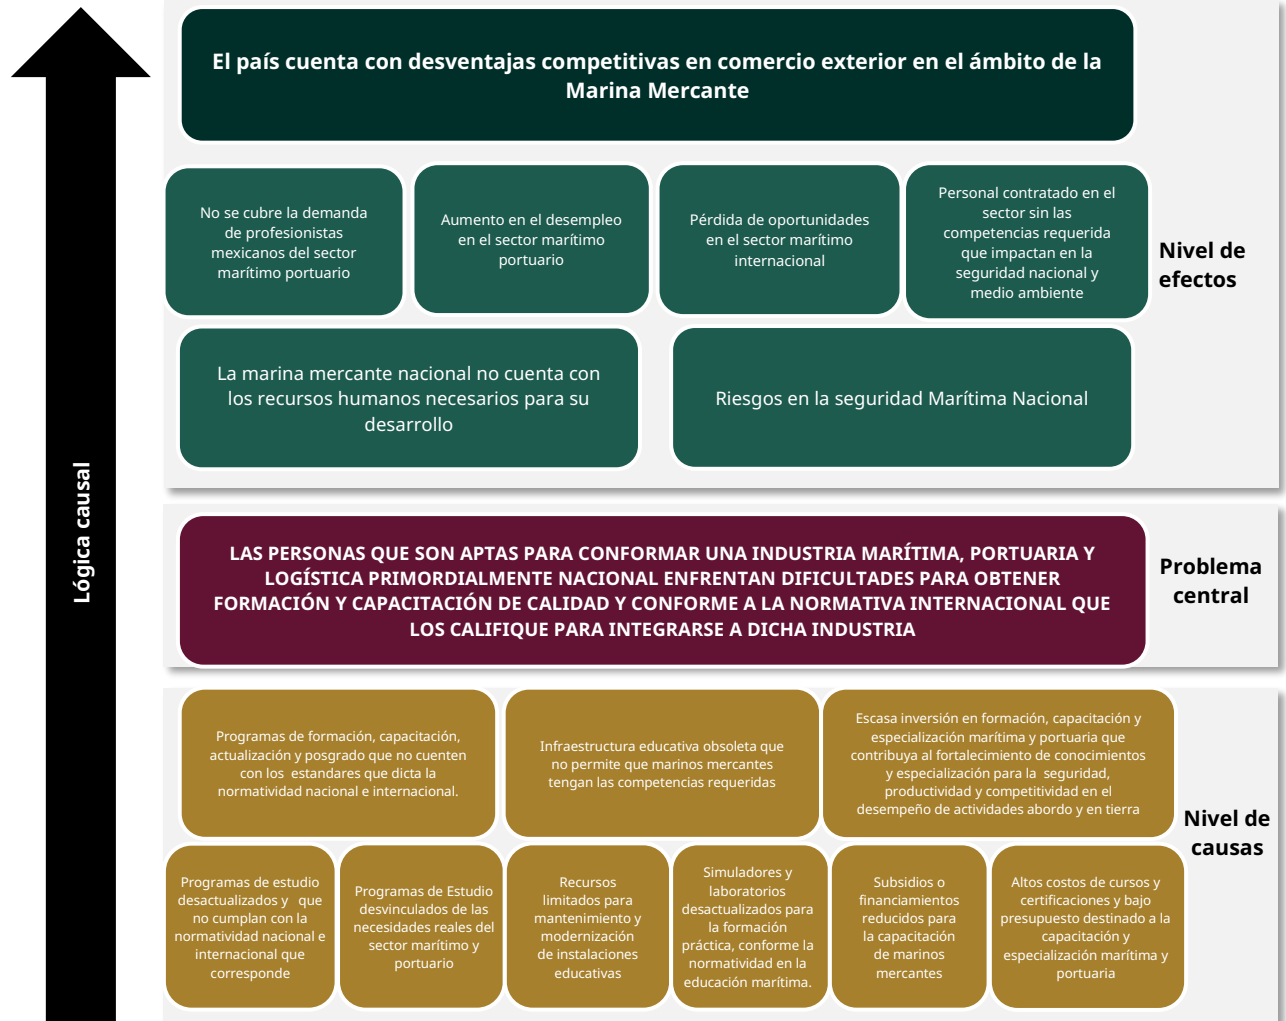 El país cuenta con desventajas competitivas en comercio exterior en el ámbito de la
Marina Mercante
No se cubre la demanda
de profesionistas
mexicanos del sector
marítimo portuario
Aumento en el desempleo
en el sector marítimo
portuario
Pérdida de oportunidades
en el sector marítimo
internacional
Personal contratado en el
sector sin las
competencias requerida
que impactan en la
seguridad nacional y
medio ambiente
Nivel de
efectos
La marina mercante nacional no cuenta con
los recursos humanos necesarios para su
desarrollo
Riesgos en la seguridad Marítima Nacional
Lógica causal
LAS PERSONAS QUE SON APTAS PARA CONFORMAR UNA INDUSTRIA MARÍTIMA, PORTUARIA Y
LOGÍSTICA PRIMORDIALMENTE NACIONAL ENFRENTAN DIFICULTADES PARA OBTENER
FORMACIÓN Y CAPACITACIÓN DE CALIDAD Y CONFORME A LA NORMATIVA INTERNACIONAL QUE
LOS CALIFIQUE PARA INTEGRARSE A DICHA INDUSTRIA
Problema
central
Programas de formación, capacitación,
actualización y posgrado que no cuenten
con los estandares que dicta la
normatividad nacional e internacional.
Infraestructura educativa obsoleta que
no permite que marinos mercantes
tengan las competencias requeridas
Escasa inversión en formación, capacitación y
especialización marítima y portuaria que
contribuya al fortalecimiento de conocimientos
y especialización para la seguridad,
productividad y competitividad en el
desempeño de actividades abordo y en tierra
Nivel de
causas
Programas de estudio
desactualizados y que
no cumplan con la
normatividad nacional e
internacional que
corresponde
Programas de Estudio
desvinculados de las
necesidades reales del
sector marítimo y
portuario
Recursos
limitados para
mantenimiento y
modernización
de instalaciones
educativas
Simuladores y
laboratorios
desactualizados para
la formación
práctica, conforme la
normatividad en la
educación marítima.
Subsidios o
financiamientos
reducidos para
la capacitación
de marinos
mercantes
Altos costos de cursos y
certificaciones y bajo
presupuesto destinado a la
capacitación y
especialización marítima y
portuaria